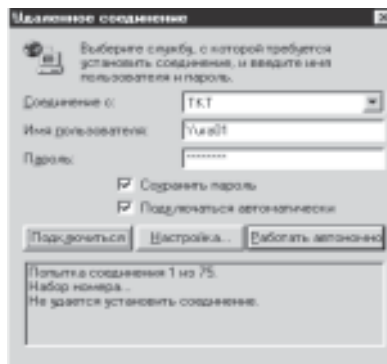 Удаленное соединение
Выберите службу, с которой требуется
установить соединение, и введите имя
пользователя и пароль.
Соединение с: ТКТ
Имя пользователя: Yura01
Пароль: --------
Сохранить пароль
Подключаться автоматически
Подключиться Настройка... Работать автономно
Попытка соединения 1 из 75.
Набор номера...
Не удается установить соединение.